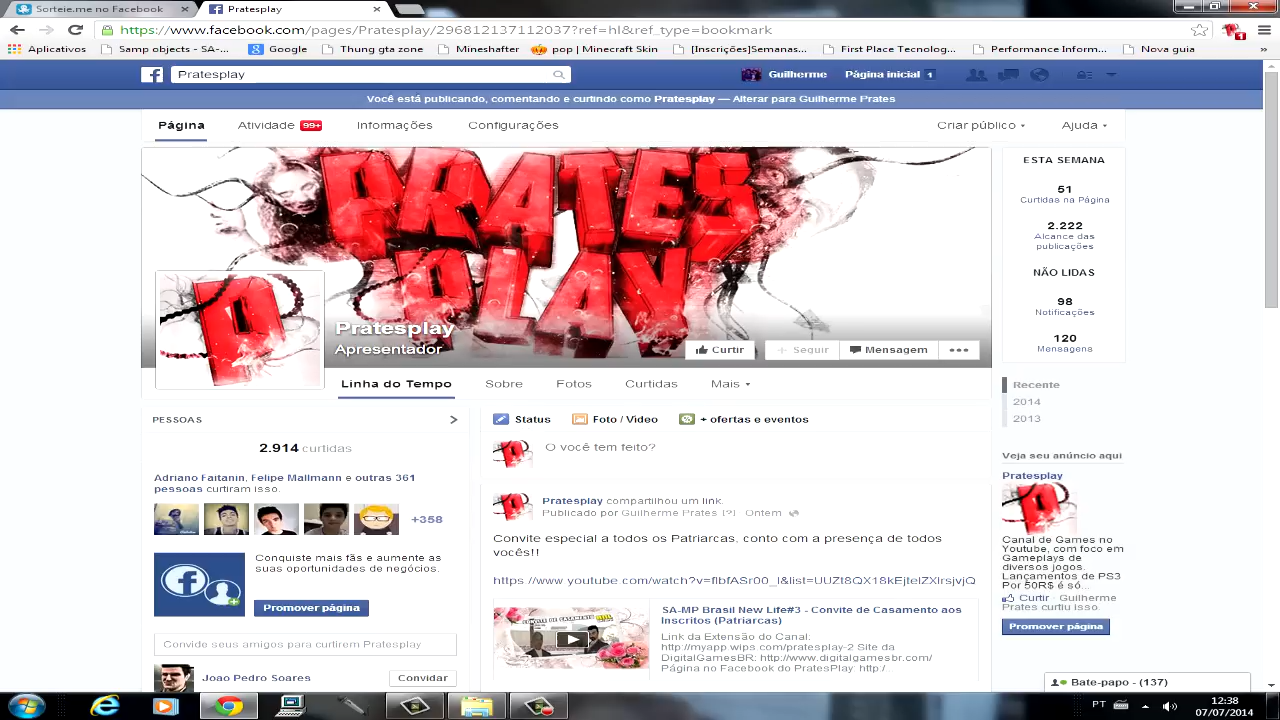 Sorteie.me no Facebook
Pratesplay
https://www.facebook.com/pages/Pratesplay/296812137112037?ref=hl&ref_type=bookmark
1
Aplicativos
Samp objects - SA-...
Google
Thung gta zone
Mineshafter
pop | Minecraft Skin
[Inscrições]Semanas...
First Place Tecnolog...
Performance Inform...
Nova guia
»
Pratesplay
Guilherme
Página inicial 1
Você está publicando, comentando e curtindo como Pratesplay — Alterar para Guilherme Prates
Página
Atividade 99+
Informações
Configurações
Criar público
Ajuda
PRATES
PLAY
Pratesplay
Apresentador
Curtir
+ Seguir
Mensagem
•••
Linha do Tempo
Sobre
Fotos
Curtidas
Mais
ESTA SEMANA
51
Curtidas na Página
2.222
Alcance das
publicações
NÃO LIDAS
98
Notificações
120
Mensagens
Recente
2014
2013
PESSOAS
2.914 curtidas
Adriano Faitanin, Felipe Mallmann e outras 361
pessoas curtiram isso.
+358
Conquiste mais fãs e aumente as
suas oportunidades de negócios.
Promover página
Convide seus amigos para curtirem Pratesplay
Joao Pedro Soares
Convidar
Status
Foto / Vídeo
+ ofertas e eventos
O você tem feito?
Pratesplay compartilhou um link.
Publicado por Guilherme Prates [?] · Ontem
Convite especial a todos os Patriarcas, conto com a presença de todos
vocês!!
CONVITE DE CASAMENTO
SA-MP Brasil New Life#3 - Convite de Casamento aos
Inscritos (Patriarcas)
Link da Extensão do Canal:
http://myapp.wips.com/pratesplay-2 Site da
DigitalGamesBR: http://www.digitalgamesbr.com/
Página no Facebook do PratesPlay: http:/
Veja seu anúncio aqui
Pratesplay
Canal de Games no
Youtube, com foco em
Gameplays de
diversos jogos.
Lançamentos de PS3
Por 50R$ é só...
Curtir · Guilherme
Prates curtiu isso.
Promover página
Bate-papo - (137)
PT
12:38
07/07/2014